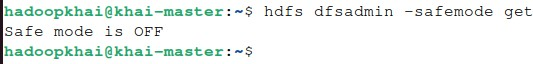 hadoopkhai@khai-master:~$ hdfs dfsadmin -safemode get
Safe mode is OFF
hadoopkhai@khai-master:~$